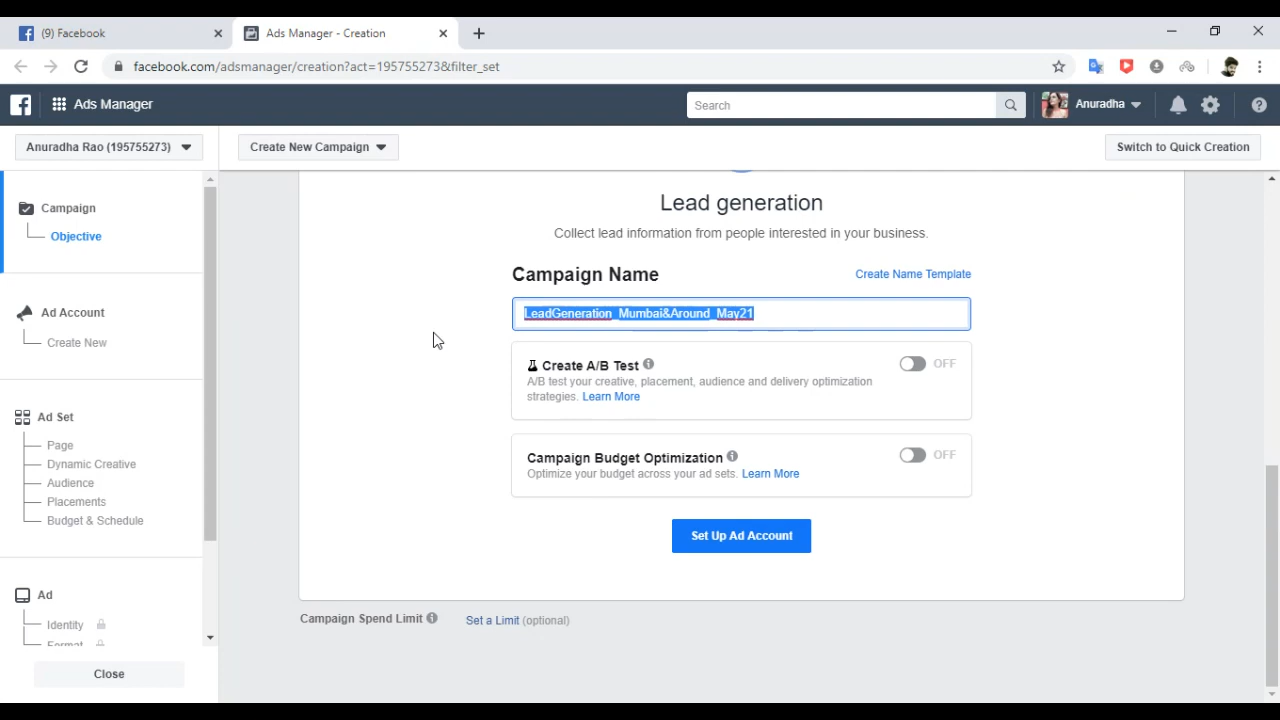 (9) Facebook
Ads Manager - Creation
facebook.com/adsmanager/creation?act=195755273&filter_set
Ads Manager
Search
Anuradha
Anuradha Rao (195755273)
Create New Campaign
Switch to Quick Creation
Campaign
Objective
Ad Account
Create New
Ad Set
Page
Dynamic Creative
Audience
Placements
Budget & Schedule
Ad
Identity
Format
Close
Lead generation
Collect lead information from people interested in your business.
Campaign Name
Create Name Template
LeadGeneration_Mumbai&Around_May21
Create A/B Test
OFF
A/B test your creative, placement, audience and delivery optimization
strategies. Learn More
Campaign Budget Optimization
OFF
Optimize your budget across your ad sets. Learn More
Set Up Ad Account
Campaign Spend Limit
Set a Limit (optional)